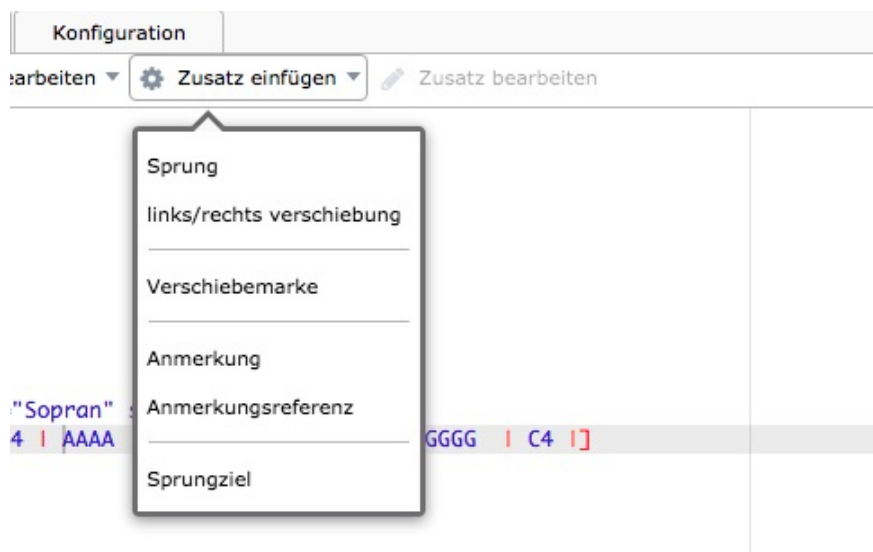 Konfiguration
earbeiten Zusatz einfügen Zusatz bearbeiten
Sprung
links/rechts verschiebung
Verschiebemarke
Anmerkung
"Sopran"
Anmerkungsreferenz
4 | AAAA GGGG | C4 |]
Sprungziel